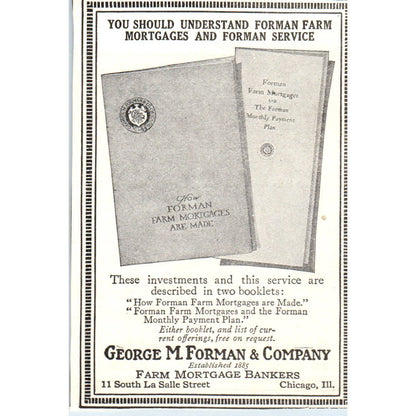 YOU SHOULD UNDERSTAND FORMAN FARM
MORTGAGES AND FORMAN SERVICE
Forman
Farm Mortgages
AND
The Forman
Monthly Payment
Plan
How
FORMAN
FARM MORTGAGES
ARE MADE
These investments and this service are
described in two booklets:
"How Forman Farm Mortgages are Made."
"Forman Farm Mortgages and the Forman
Monthly Payment Plan."
Either booklet, and list of cur-
rent offerings, free on request.
GEORGE M. FORMAN & COMPANY
Established 1885
FARM MORTGAGE BANKERS
11 South La Salle Street Chicago, Ill.